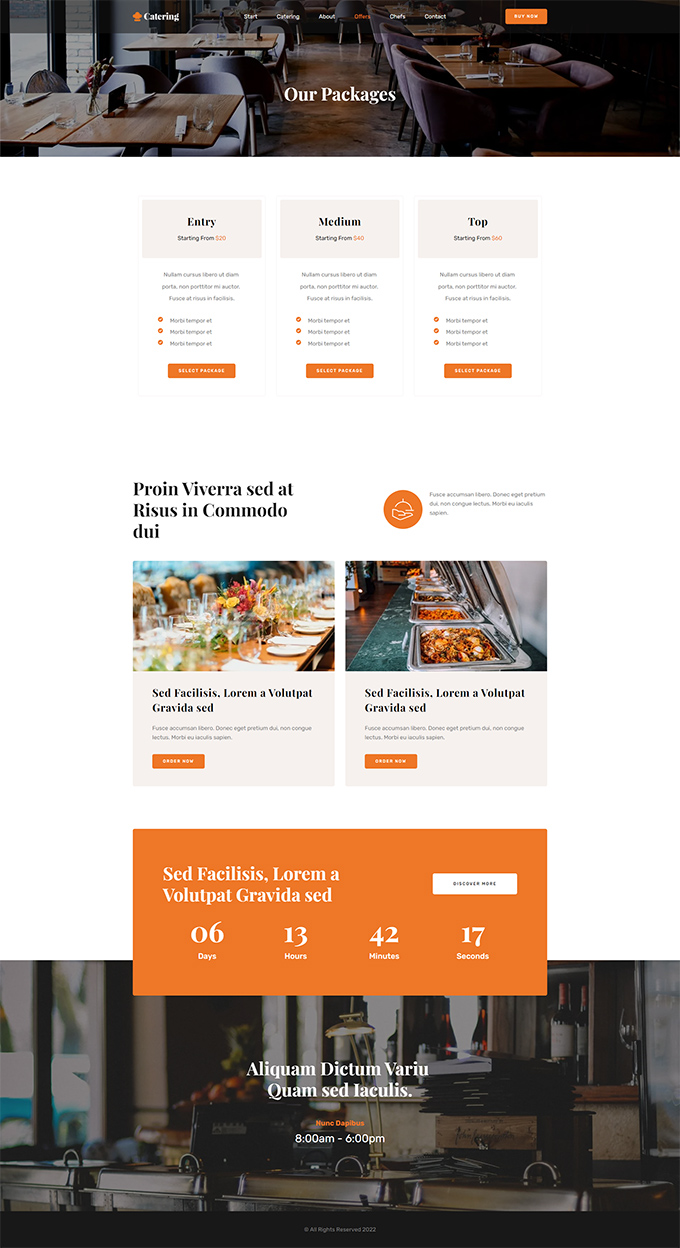 Catering
Start
Catering
About
Offers
Chefs
Contact
BUY NOW
Our Packages
Entry
Starting From $20
Nullam cursus libero ut diam
porta, non porttitor mi auctor.
Fusce at risus in facilisis.
Morbi tempor et
Morbi tempor et
Morbi tempor et
SELECT PACKAGE
Medium
Starting From $40
Nullam cursus libero ut diam
porta, non porttitor mi auctor.
Fusce at risus in facilisis.
Morbi tempor et
Morbi tempor et
Morbi tempor et
SELECT PACKAGE
Top
Starting From $60
Nullam cursus libero ut diam
porta, non porttitor mi auctor.
Fusce at risus in facilisis.
Morbi tempor et
Morbi tempor et
Morbi tempor et
SELECT PACKAGE
Proin Viverra sed at
Risus in Commodo
dui
Fusce accumsan libero. Donec eget pretium
dui, non congue lectus. Morbi eu iaculis
sapien.
Sed Facilisis, Lorem a Volutpat
Gravida sed
Fusce accumsan libero. Donec eget pretium dui, non congue
lectus. Morbi eu iaculis sapien.
ORDER NOW
Sed Facilisis, Lorem a Volutpat
Gravida sed
Fusce accumsan libero. Donec eget pretium dui, non congue
lectus. Morbi eu iaculis sapien.
ORDER NOW
Sed Facilisis, Lorem a
Volutpat Gravida sed
DISCOVER MORE
06
Days
13
Hours
42
Minutes
17
Seconds
Aliquam Dictum Variu
Quam sed Iaculis.
Nunc Dapibus
8:00am - 6:00pm
© All Rights Reserved 2022